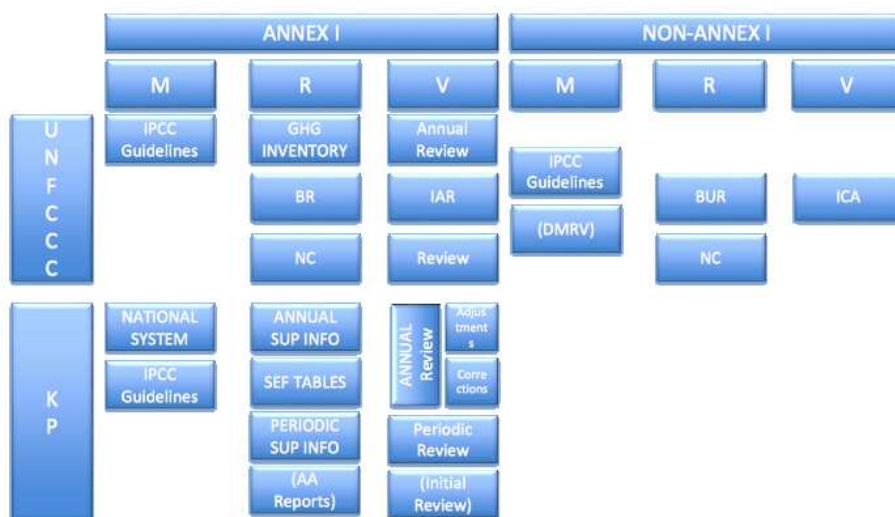 ANNEX I
NON-ANNEX I
M
R
V
M
R
V
U
N
F
C
C
C
IPCC
Guidelines
GHG
INVENTORY
Annual
Review
IPCC
Guidelines
BR
IAR
BUR
ICA
(DMRV)
NC
Review
NC
K
P
NATIONAL
SYSTEM
ANNUAL
SUP INFO
ANNUAL
Review
Adjus
tment
s
IPCC
Guidelines
SEF TABLES
Corre
ctions
PERIODIC
SUP INFO
Periodic
Review
(AA
Reports)
(Initial
Review)